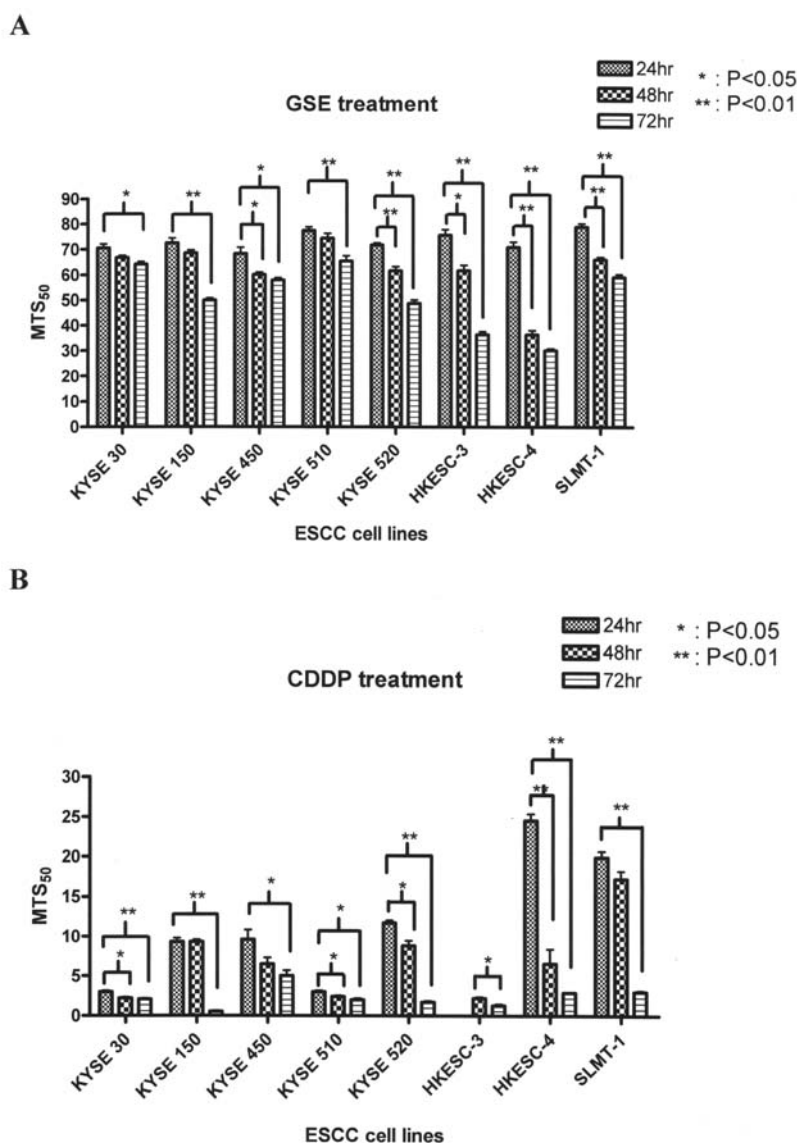 A
GSE treatment
24hr
48hr
72hr
* : P<0.05
** : P<0.01
* ** * * ** ** ** ** * ** ** ** **
MTS50
90
80
70
60
50
40
30
20
10
0
KYSE 30
KYSE 150
KYSE 450
KYSE 510
KYSE 520
HKESC-3
HKESC-4
SLMT-1
ESCC cell lines
B
CDDP treatment
24hr
48hr
72hr
* : P<0.05
** : P<0.01
** * ** * * * ** * * ** ** **
MTS50
30
25
20
15
10
5
0
KYSE 30
KYSE 150
KYSE 450
KYSE 510
KYSE 520
HKESC-3
HKESC-4
SLMT-1
ESCC cell lines